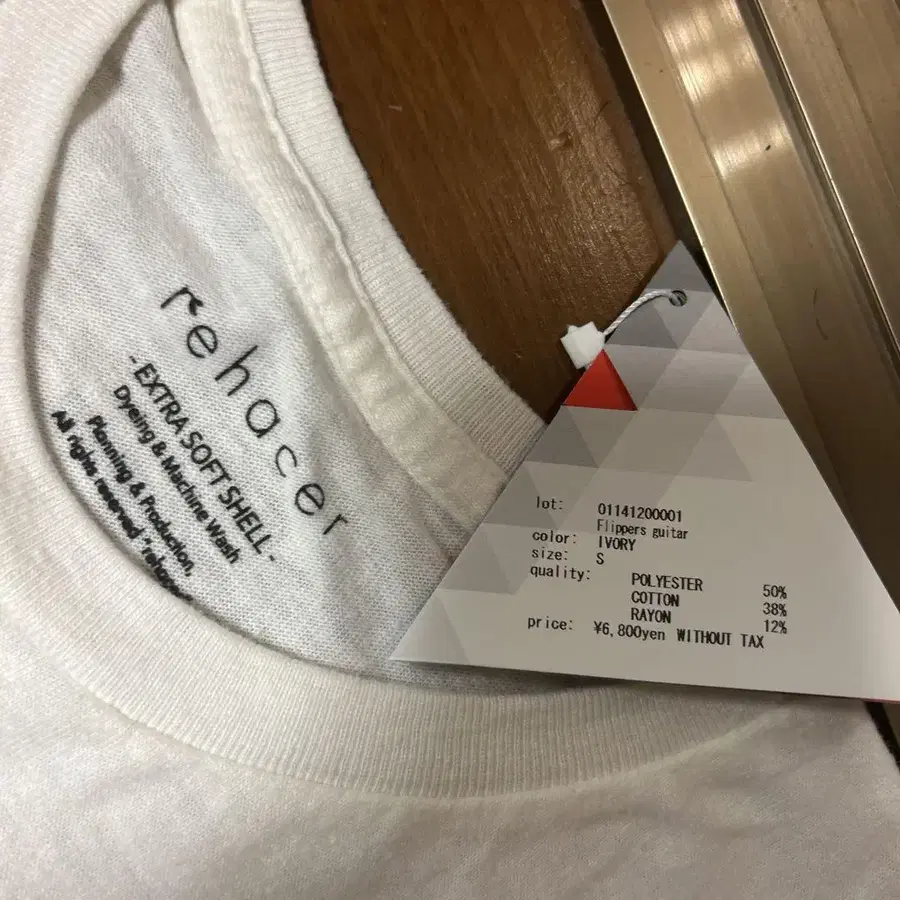 rehacer
-EXTRA SOFT SHELL-
Dyeing & Machine Wash
Planning & Production,
All rights reserved
lot: 01141200001
Flippers guitar
color: IVORY
size: S
quality: POLYESTER 50%
COTTON 38%
RAYON 12%
price: ¥6,800yen WITHOUT TAX